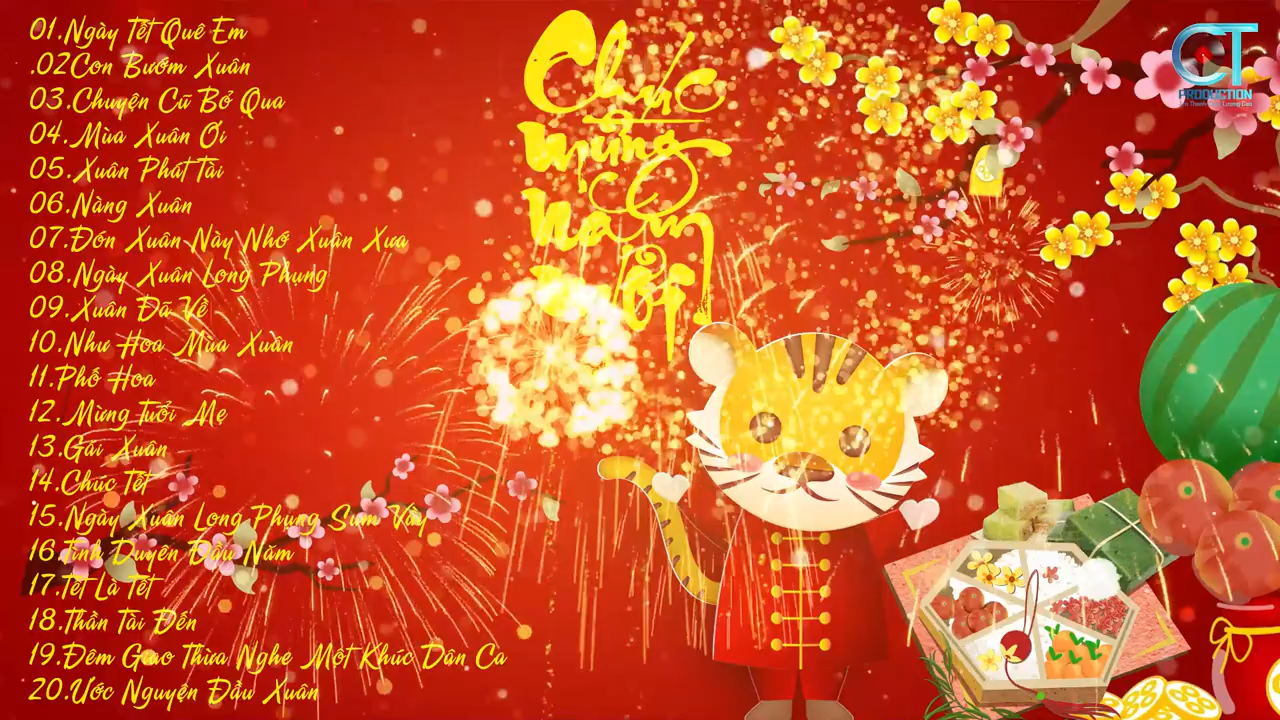 01.Ngày Tết Quê Em
.02Con Bướm Xuân
03.Chuyện Cũ Bỏ Qua
04.Mùa Xuân Ơi
05.Xuân Phát Tài
06.Nàng Xuân
07.Đón Xuân Này Nhớ Xuân Xưa
08.Ngày Xuân Long Phụng
09.Xuân Đã Về
10.Như Hoa Mùa Xuân
11.Phố Hoa
12.Mừng Tuổi Mẹ
13.Gái Xuân
14.Chúc Tết
15.Ngày Xuân Long Phụng Sum Vầy
16.Tình Duyên Đầu Năm
17.Tết Là Tết
18.Thần Tài Đến
19.Đêm Giao Thừa Nghe Một Khúc Dân Ca
20.Ước Nguyện Đầu Xuân
Chúc
mừng
năm
mới
CT
PRODUCTION